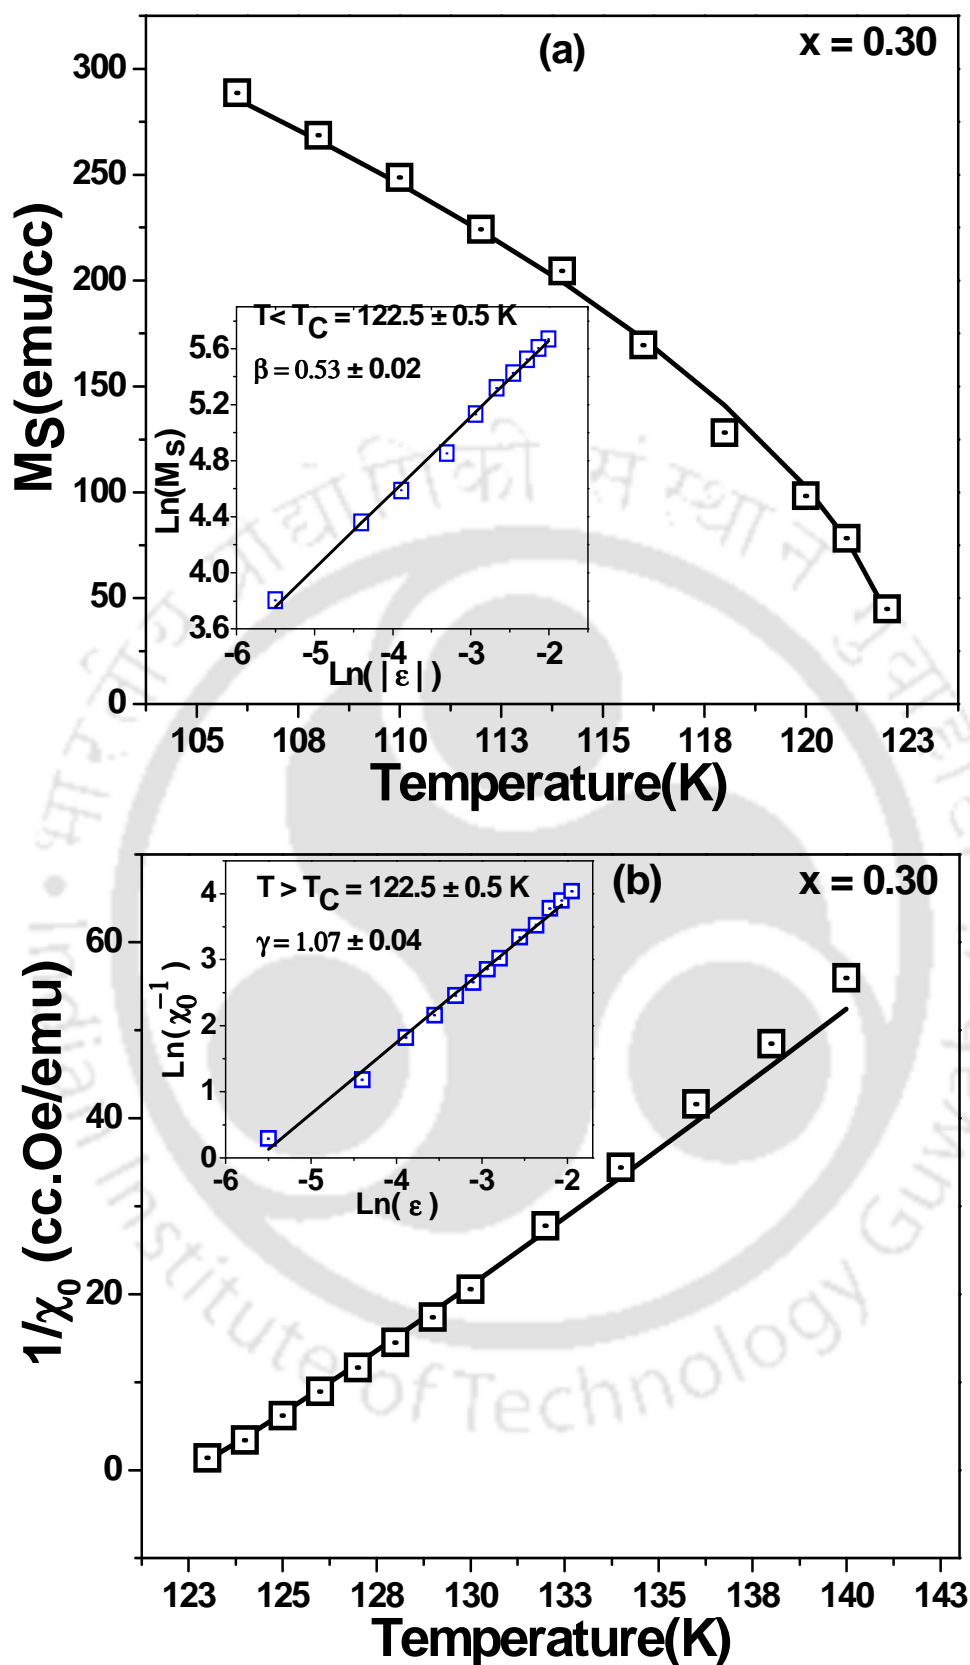 (a)
x = 0.30
300
250
200
150
100
50
0
Ms(emu/cc)
105 108 110 113 115 118 120 123
Temperature(K)
T< T_C = 122.5 ± 0.5 K
β = 0.53 ± 0.02
5.6
5.2
4.8
4.4
4.0
3.6
Ln(M_S)
-6 -5 -4 -3 -2
Ln(|ε|)
(b)
x = 0.30
60
40
20
0
1/χ₀ (cc.Oe/emu)
123 125 128 130 133 135 138 140 143
Temperature(K)
T > T_C = 122.5 ± 0.5 K
γ = 1.07 ± 0.04
4
3
2
1
0
Ln(χ₀⁻¹)
-6 -5 -4 -3 -2
Ln(ε)
Indian Institute of Technology Guwahati